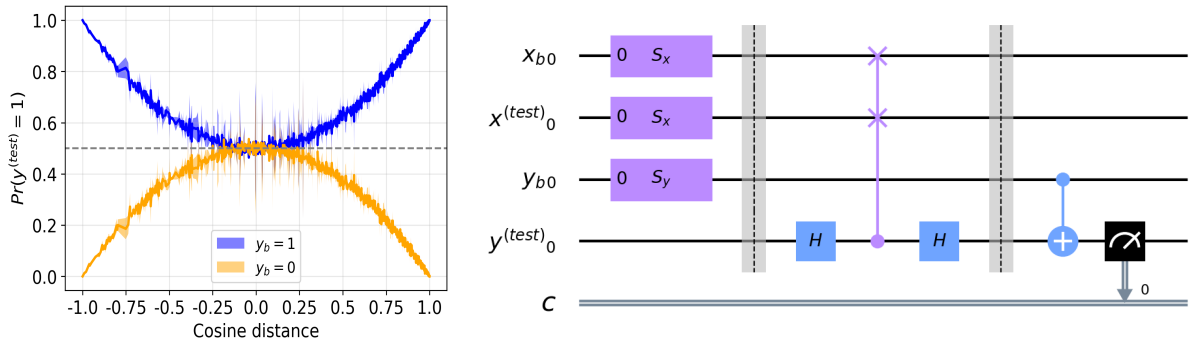 1.0
0.8
0.6
0.4
0.2
0.0
Pr(y^(test) = 1)
-1.0 -0.75 -0.5 -0.25 0.0 0.25 0.5 0.75 1.0
Cosine distance
y_b = 1
y_b = 0
x_b0
0 S_x
x^(test)_0
0 S_x
y_b0
0 S_y
y^(test)_0
H
H
0
c